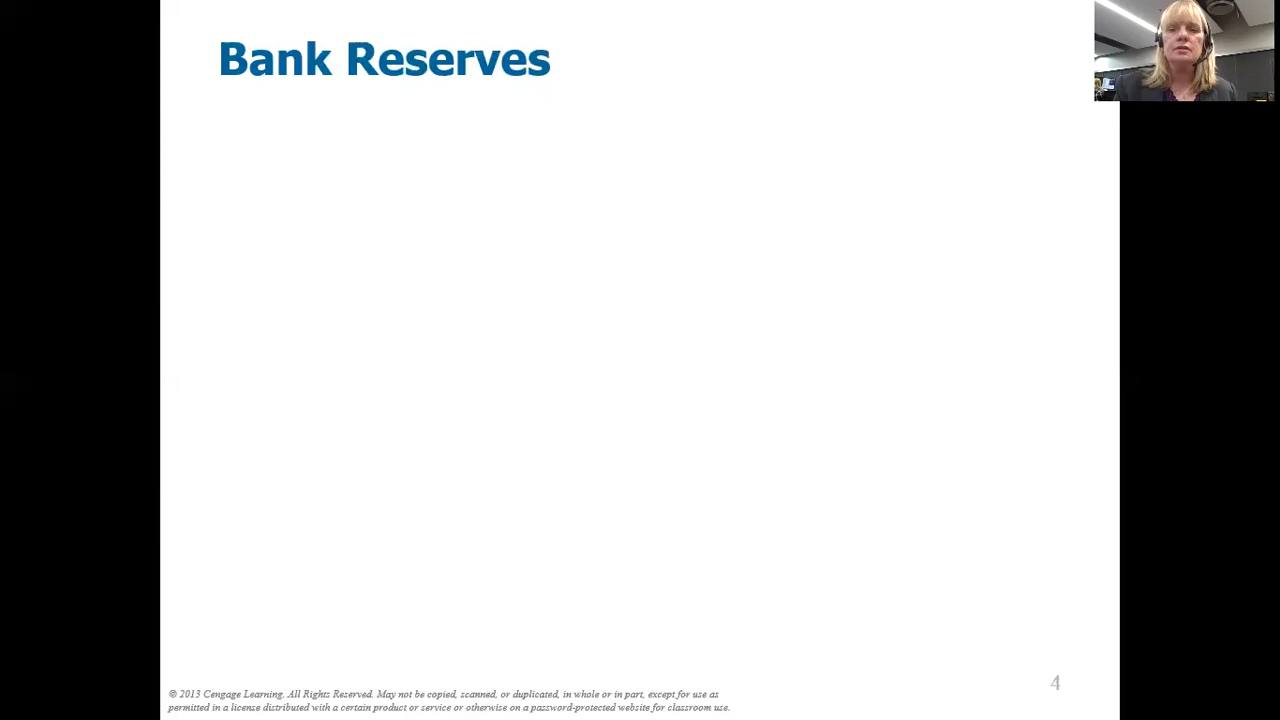 Bank Reserves
© 2013 Cengage Learning. All Rights Reserved. May not be copied, scanned, or duplicated, in whole or in part, except for use as
permitted in a license distributed with a certain product or service or otherwise on a password-protected website for classroom use.
4